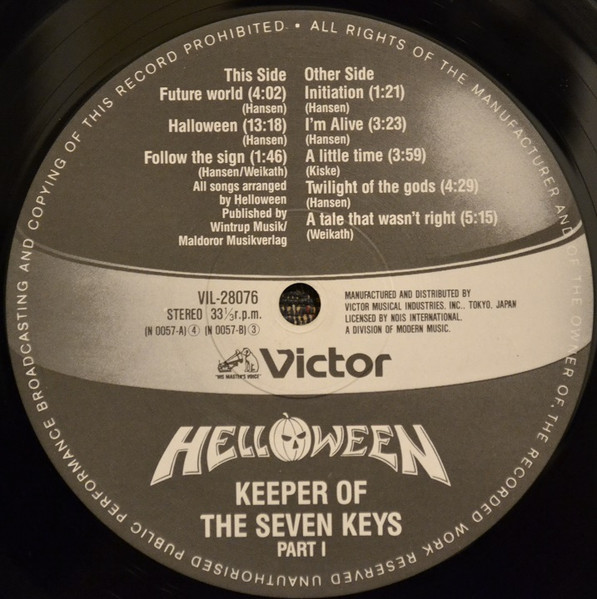 ALL RIGHTS OF THE MANUFACTURER AND OF THE OWNER OF THE RECORDED WORK RESERVED UNAUTHORISED PUBLIC PERFORMANCE BROADCASTING AND COPYING OF THIS RECORD PROHIBITED •
This Side
Future world (4:02)
(Hansen)
Halloween (13:18)
(Hansen)
Follow the sign (1:46)
(Hansen/Weikath)
All songs arranged
by Helloween
Published by
Wintrup Musik/
Maldoror Musikverlag
Other Side
Initiation (1:21)
(Hansen)
I'm Alive (3:23)
(Hansen)
A little time (3:59)
(Kiske)
Twilight of the gods (4:29)
(Hansen)
A tale that wasn't right (5:15)
(Weikath)
VIL-28076
STEREO 33⅓r.p.m.
(N 0057-A) ④ (N 0057-B) ③
MANUFACTURED AND DISTRIBUTED BY
VICTOR MUSICAL INDUSTRIES, INC., TOKYO, JAPAN
LICENSED BY NOIS INTERNATIONAL.
A DIVISION OF MODERN MUSIC.
"HIS MASTER'S VOICE"
Victor
HELLOWEEN
KEEPER OF
THE SEVEN KEYS
PART I